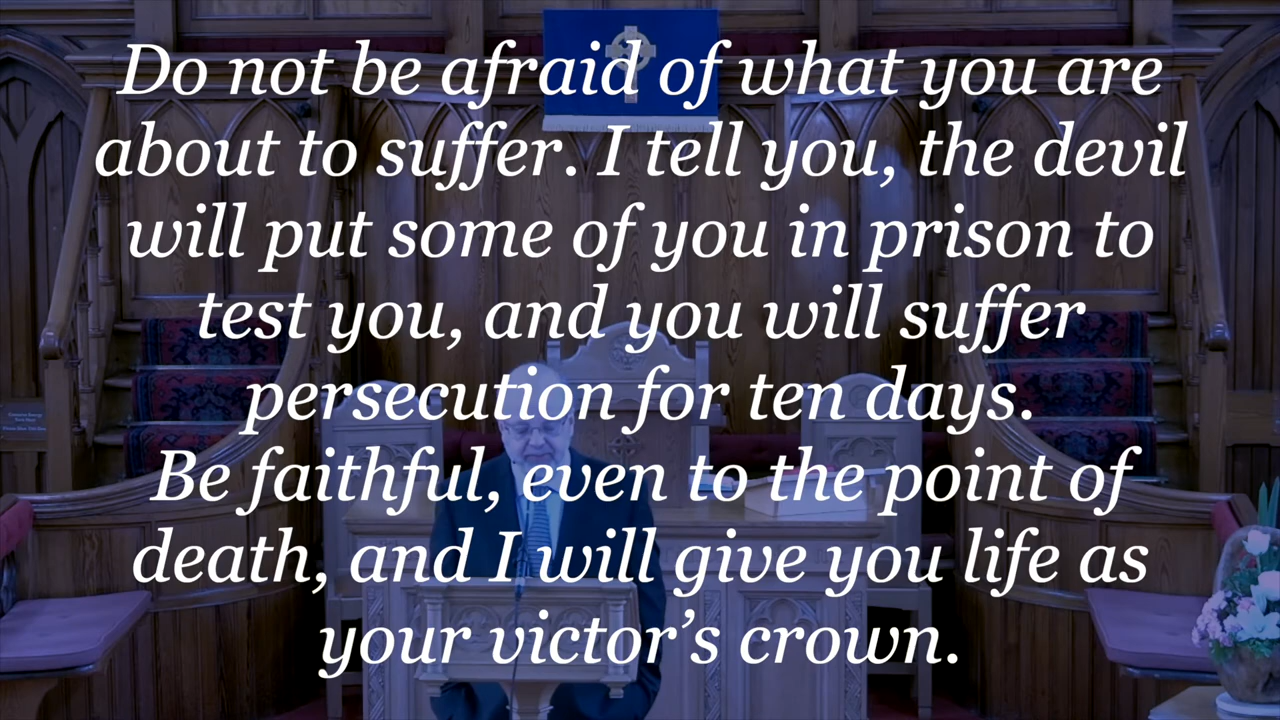 Do not be afraid of what you are
about to suffer. I tell you, the devil
will put some of you in prison to
test you, and you will suffer
persecution for ten days.
Be faithful, even to the point of
death, and I will give you life as
your victor’s crown.